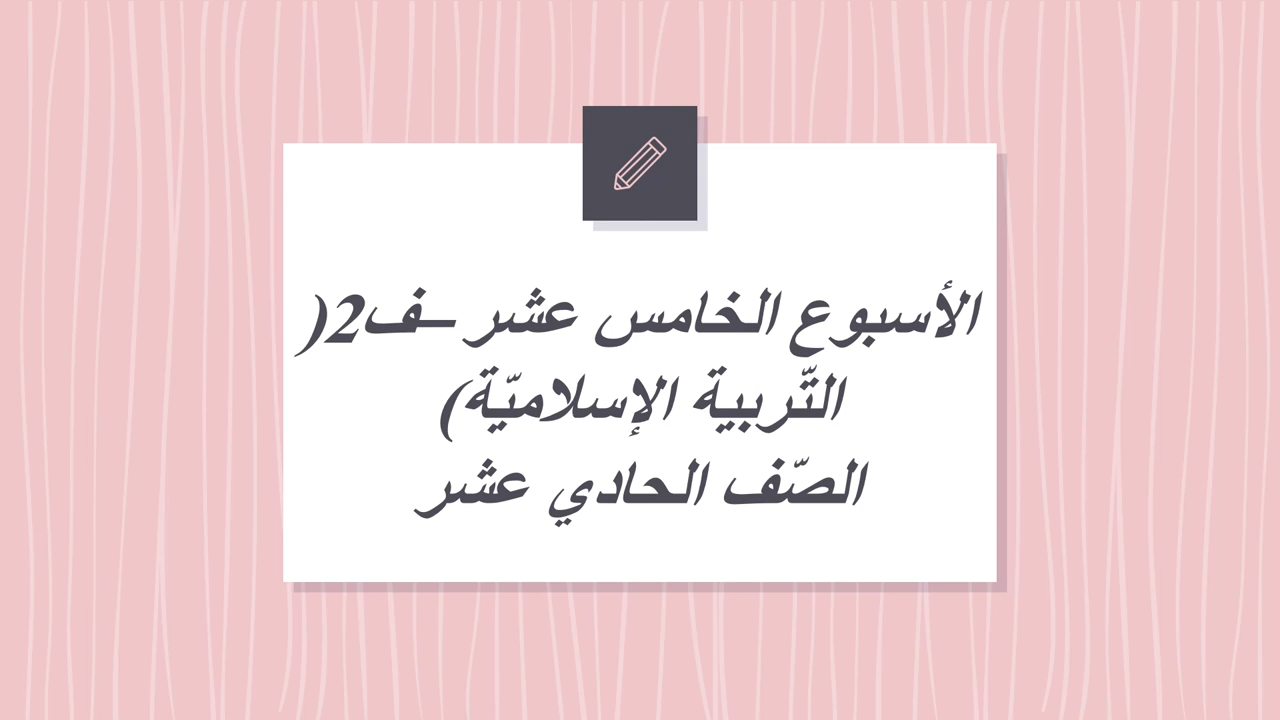 الأسبوع الخامس عشر –ف2(
التّربية الإسلاميّة)
الصّف الحادي عشر